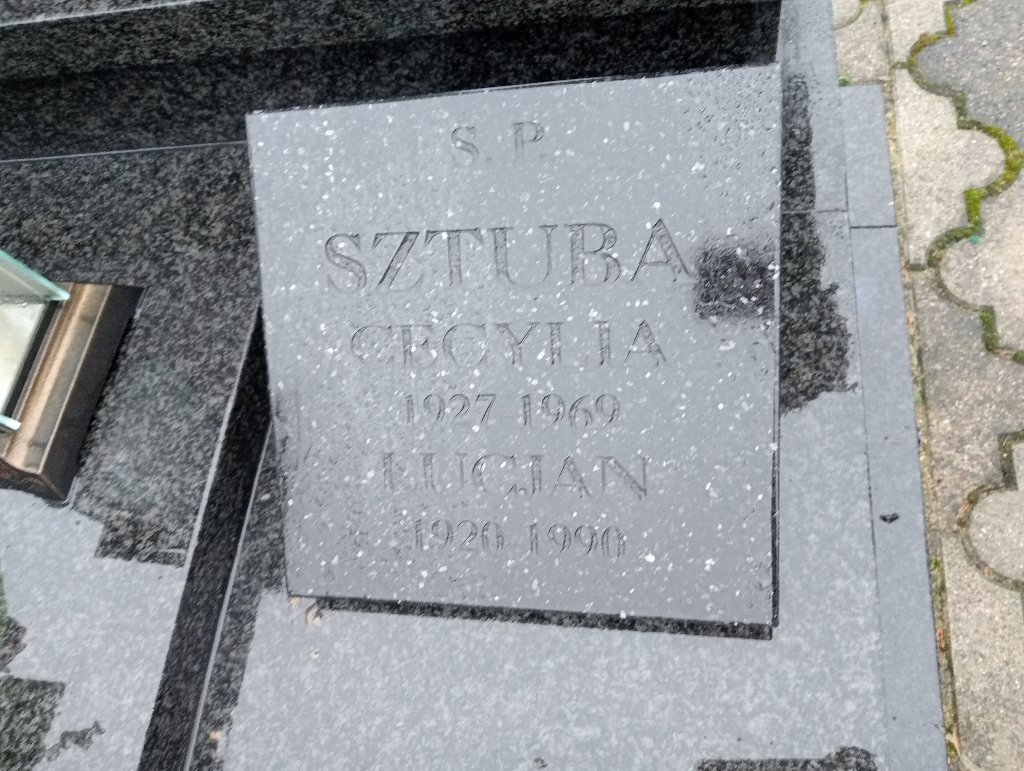 S. P.
SZTUBA
CECYLIA
1927 1969
LUCJAN
1920 1990